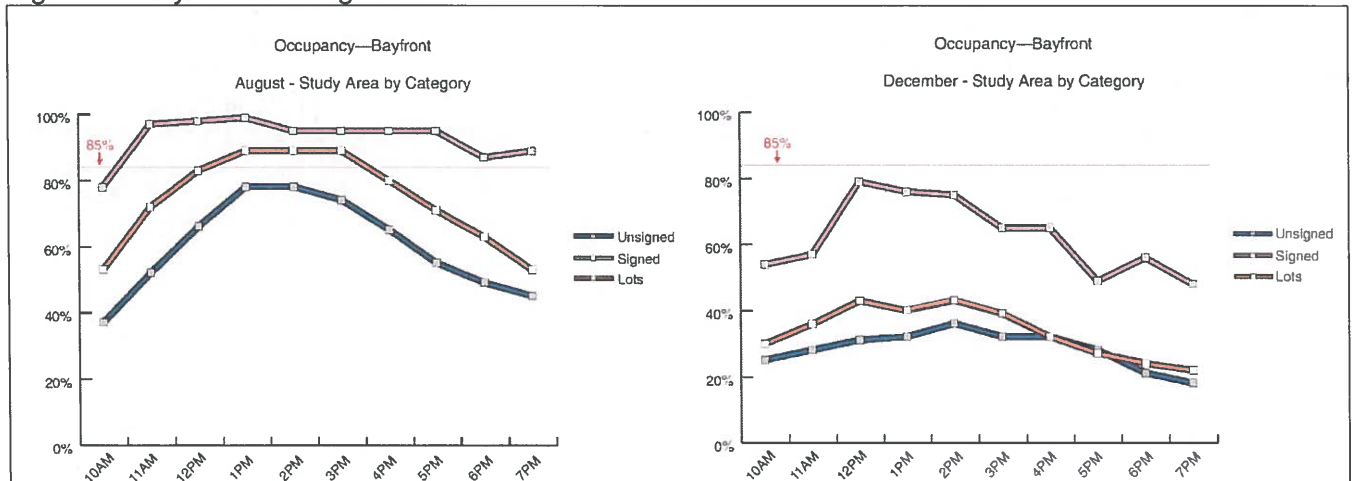 Occupancy—Bayfront
August - Study Area by Category
100%
85%
80%
60%
40%
20%
0%
10AM 11AM 12PM 1PM 2PM 3PM 4PM 5PM 6PM 7PM
Unsigned
Signed
Lots
Occupancy—Bayfront
December - Study Area by Category
100%
85%
80%
60%
40%
20%
0%
10AM 11AM 12PM 1PM 2PM 3PM 4PM 5PM 6PM 7PM
Unsigned
Signed
Lots